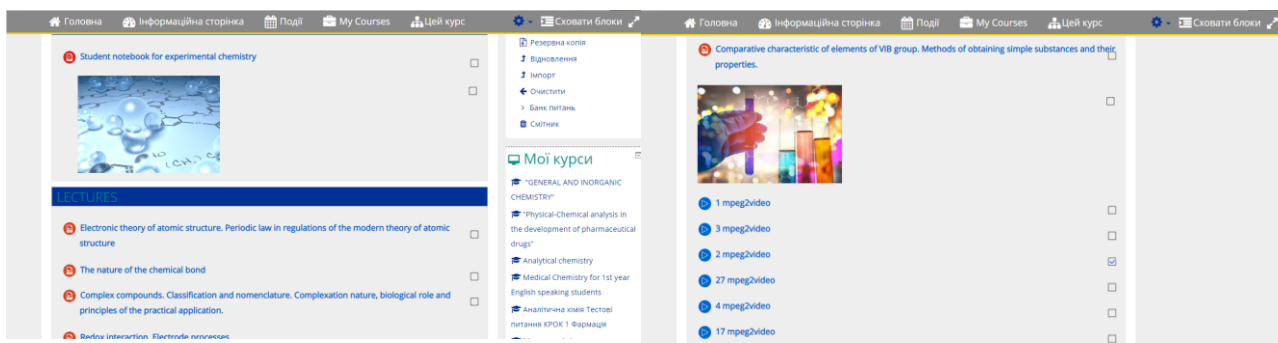 Головна Інформаційна сторінка Події My Courses Цей курс Сховати блоки
Student notebook for experimental chemistry
LECTURES
Electronic theory of atomic structure. Periodic law in regulations of the modern theory of atomic
structure
The nature of the chemical bond
Complex compounds. Classification and nomenclature. Complexation nature, biological role and
principles of the practical application.
Redox interaction. Electrode processes
Резервна копія
Відновлення
Імпорт
Очистити
Банк питань
Смітник
Мої курси
"GENERAL AND INORGANIC
CHEMISTRY"
"Physical-Chemical analysis in
the development of pharmaceutical
drugs"
Analytical chemistry
Medical Chemistry for 1st year
English speaking students
Аналітична хімія Тестові
питання КРОК 1 Фармація
Головна Інформаційна сторінка Події My Courses Цей курс Сховати блоки
Comparative characteristic of elements of VIB group. Methods of obtaining simple substances and their
properties.
1 mpeg2video
3 mpeg2video
2 mpeg2video
27 mpeg2video
4 mpeg2video
17 mpeg2video